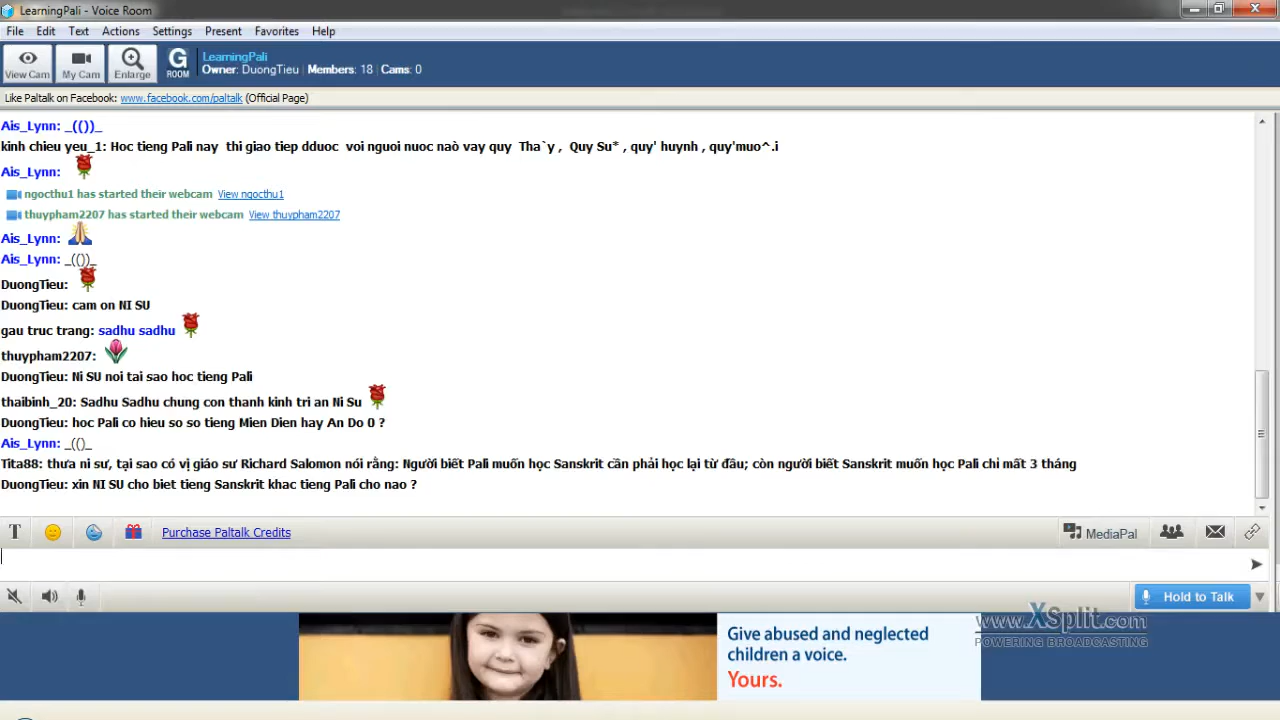 LearningPali - Voice Room
File Edit Text Actions Settings Present Favorites Help
View Cam My Cam Enlarge G ROOM
LearningPali
Owner: DuongTieu Members: 18 Cams: 0
Like Paltalk on Facebook: www.facebook.com/paltalk (Official Page)
Ais_Lynn: _(())_
kinh chieu yeu_1: Hoc tieng Pali nay thi giao tiep dduoc voi nguoi nuoc naò vay quy Tha`y , Quy Su* , quy' huynh , quy'muo^.i
Ais_Lynn:
ngocthu1 has started their webcam View ngocthu1
thuypham2207 has started their webcam View thuypham2207
Ais_Lynn:
Ais_Lynn: _(())_
DuongTieu:
DuongTieu: cam on NI SU
gau truc trang: sadhu sadhu
thuypham2207:
DuongTieu: Ni SU noi tai sao hoc tieng Pali
thaibinh_20: Sadhu Sadhu chung con thanh kinh tri an Ni Su
DuongTieu: hoc Pali co hieu so so tieng Mien Dien hay An Do 0 ?
Ais_Lynn: _(()_
Tita88: thưa ni sư, tại sao có vị giáo sư Richard Salomon nói rằng: Người biết Pali muốn học Sanskrit cần phải học lại từ đầu; còn người biết Sanskrit muốn học Pali chỉ mất 3 tháng
DuongTieu: xin NI SU cho biet tieng Sanskrit khac tieng Pali cho nao ?
T Purchase Paltalk Credits MediaPal
Hold to Talk
www.XSplit.com
POWERING BROADCASTING
Give abused and neglected
children a voice.
Yours.